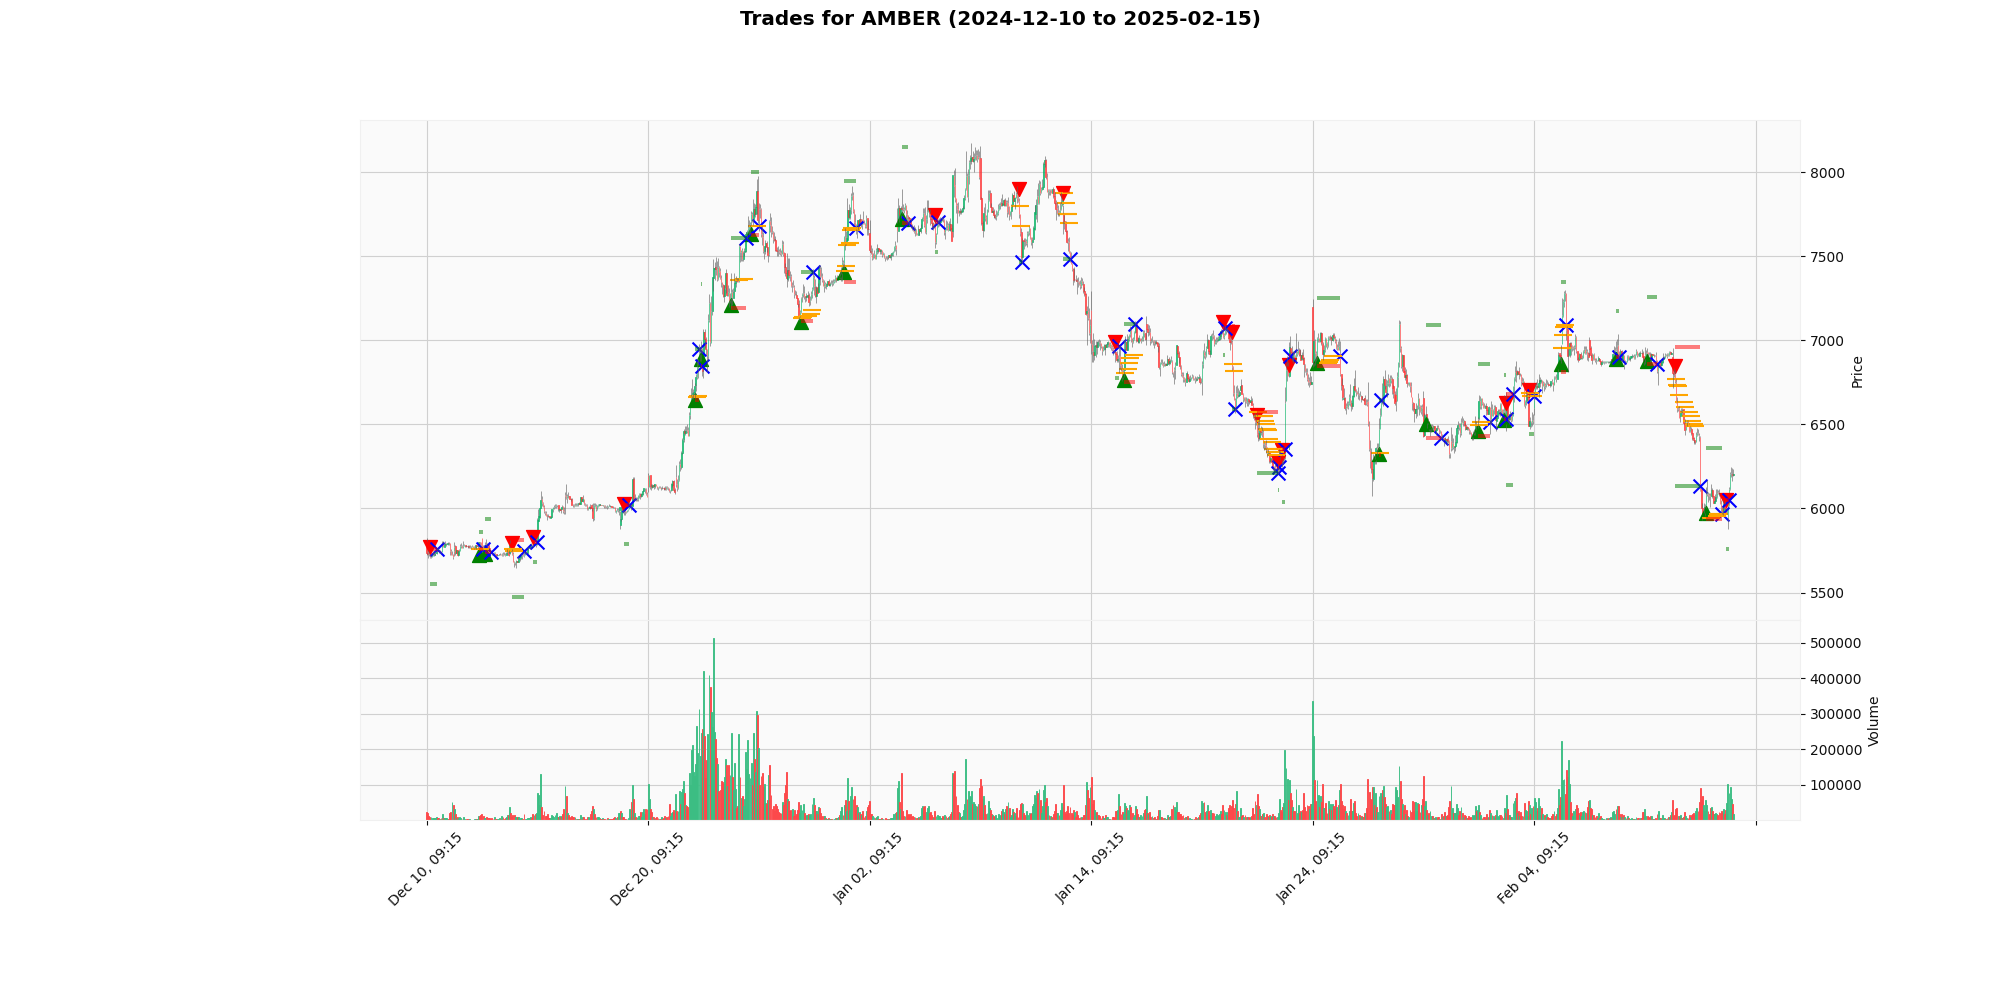 Trades for AMBER (2024-12-10 to 2025-02-15)
8000
7500
7000
6500
6000
5500
Price
500000
400000
300000
200000
100000
Volume
Dec 10, 09:15
Dec 20, 09:15
Jan 02, 09:15
Jan 14, 09:15
Jan 24, 09:15
Feb 04, 09:15